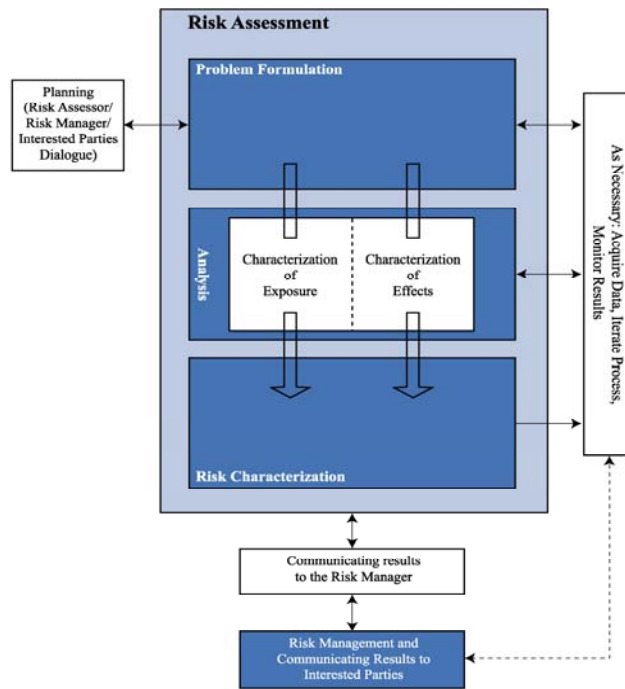 Risk Assessment
Problem Formulation
Planning
(Risk Assessor/
Risk Manager/
Interested Parties
Dialogue)
Analysis
Characterization
of
Exposure
Characterization
of
Effects
As Necessary: Acquire Data, Iterate Process,
Monitor Results
Risk Characterization
Communicating results
to the Risk Manager
Risk Management and
Communicating Results to
Interested Parties